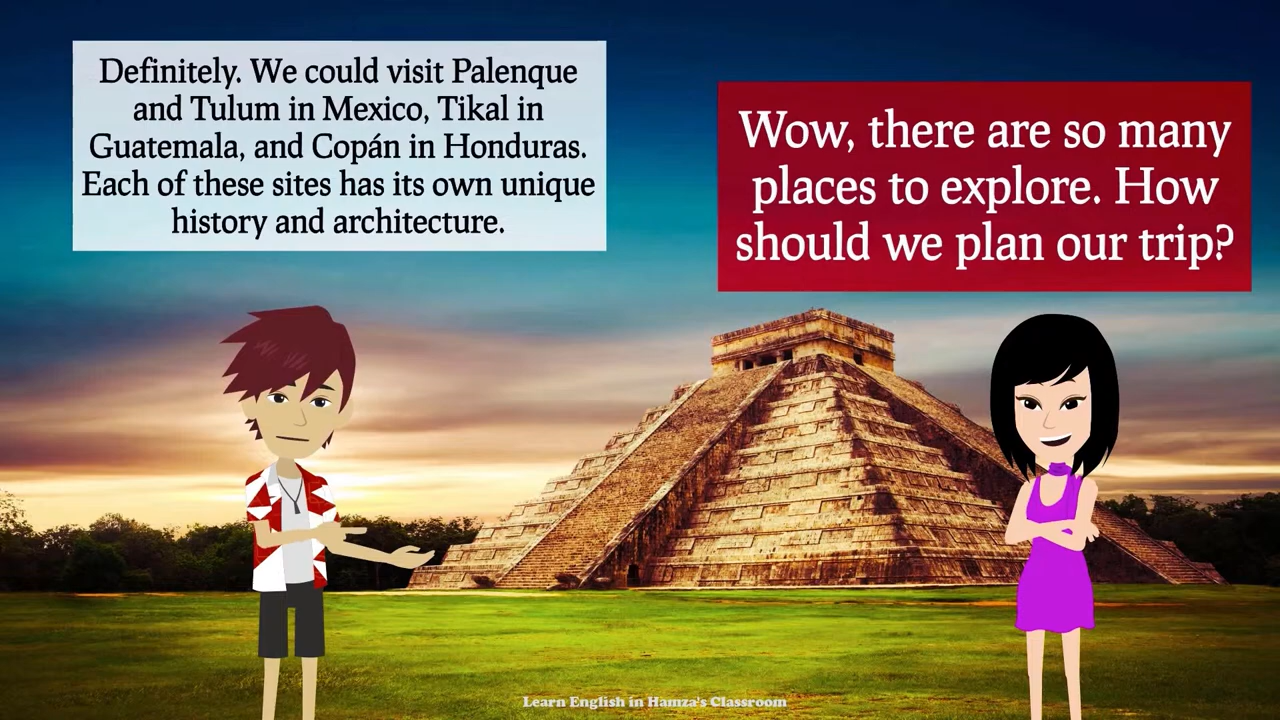 Definitely. We could visit Palenque
and Tulum in Mexico, Tikal in
Guatemala, and Copán in Honduras.
Each of these sites has its own unique
history and architecture.
Wow, there are so many
places to explore. How
should we plan our trip?
Learn English in Hamza's Classroom